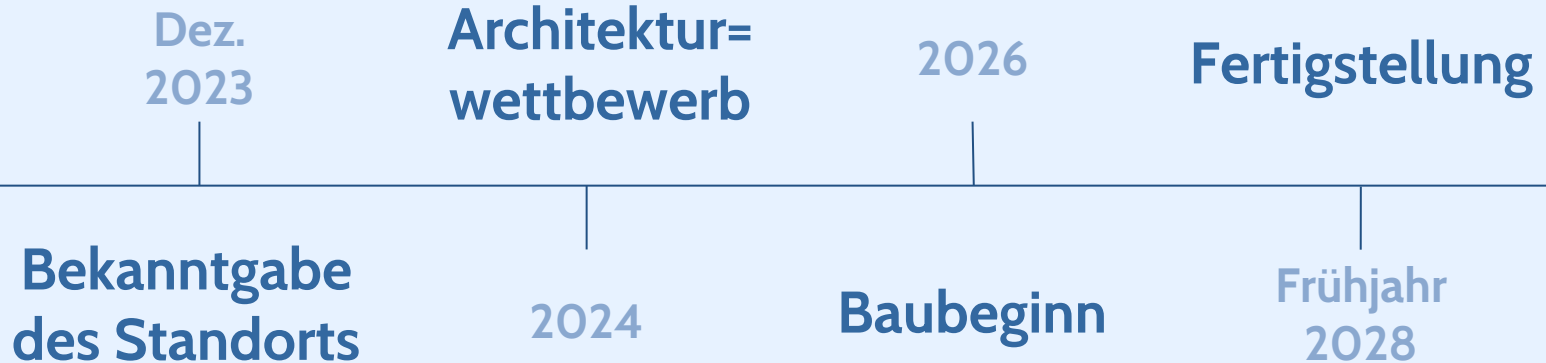 Dez.
2023
Bekanntgabe
des Standorts
Architektur=
wettbewerb
2024
2026
Baubeginn
Fertigstellung
Frühjahr
2028